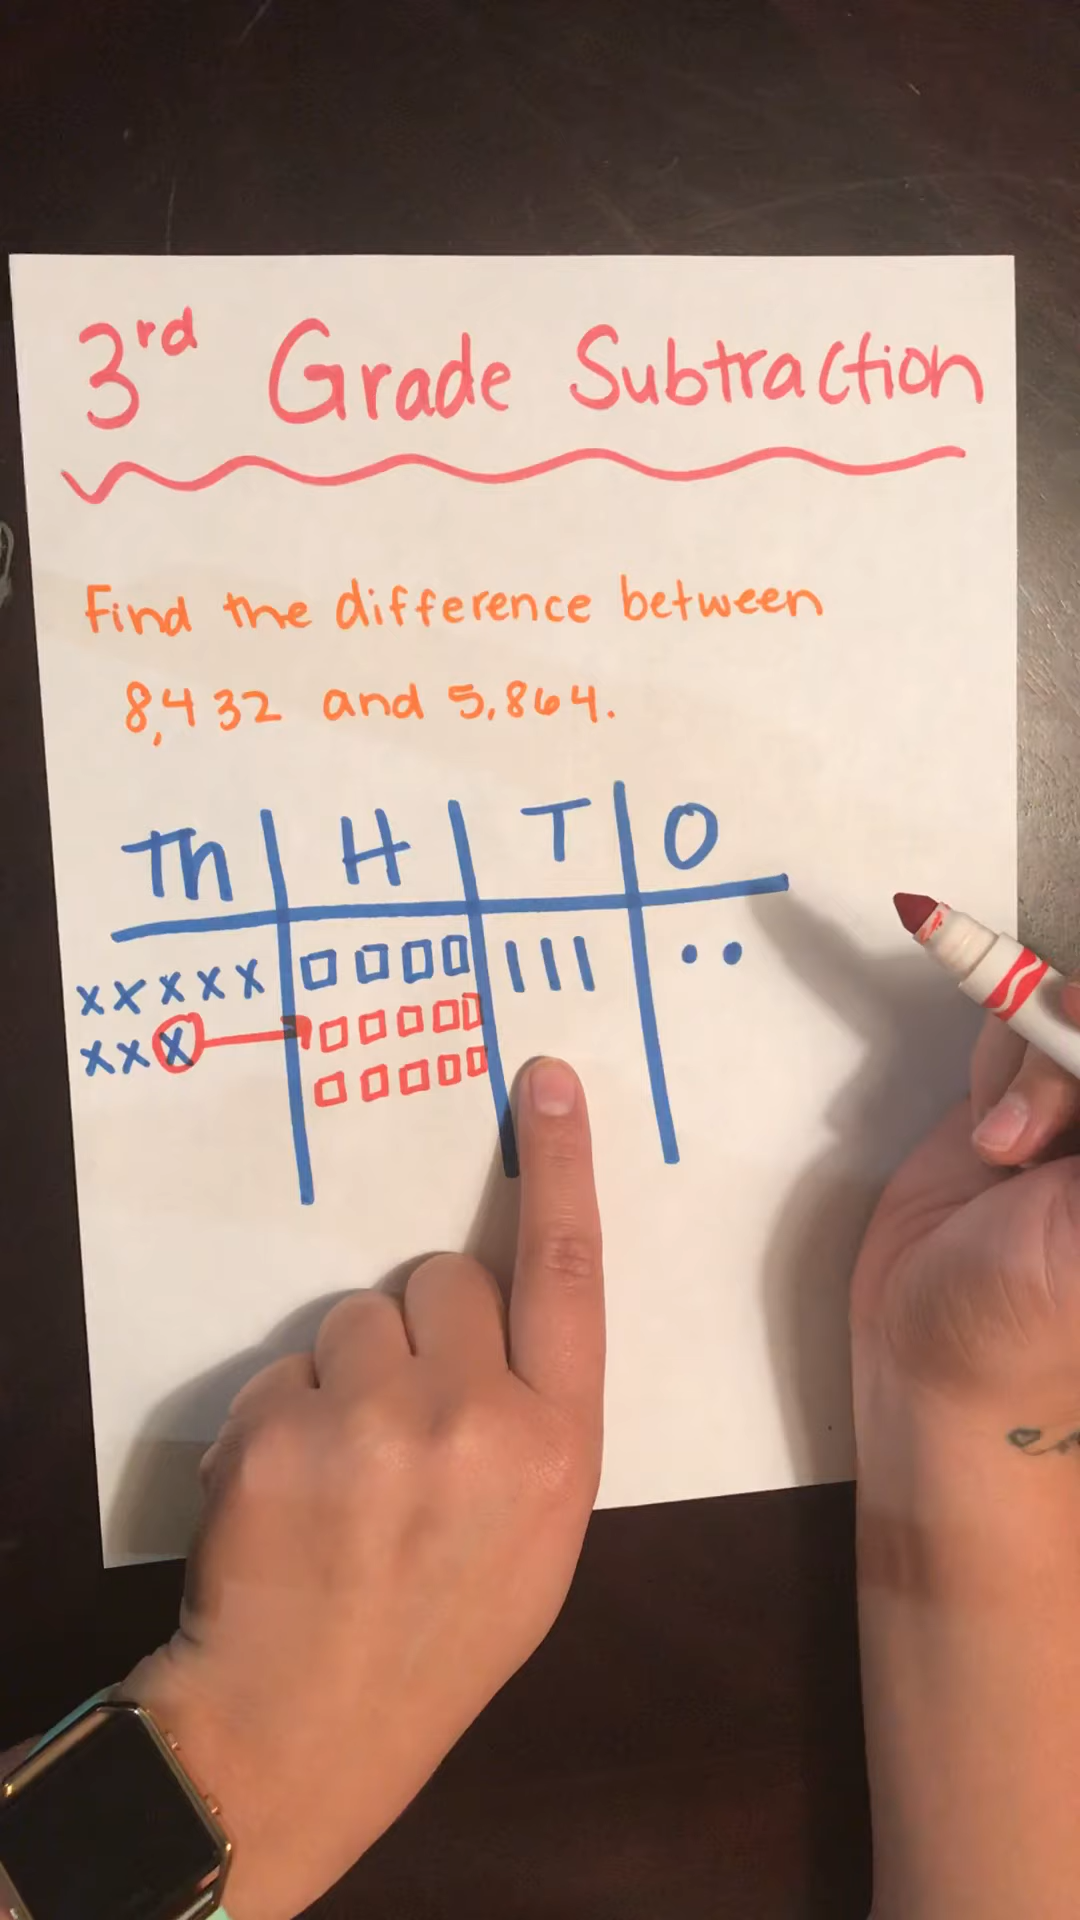 3rd Grade Subtraction
Find the difference between
8,432 and 5,864.
Th H T O
x x x x x
x x x